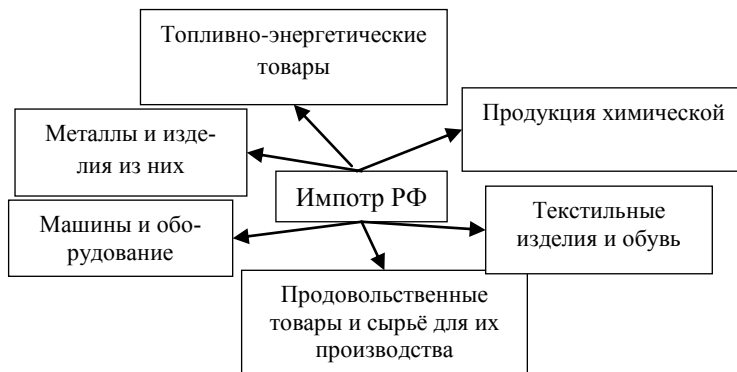 Топливно-энергетические
товары
Продукция химической
Металлы и изде-
лия из них
Импотр РФ
Машины и обо-
рудование
Текстильные
изделия и обувь
Продовольственные
товары и сырьё для их
производства